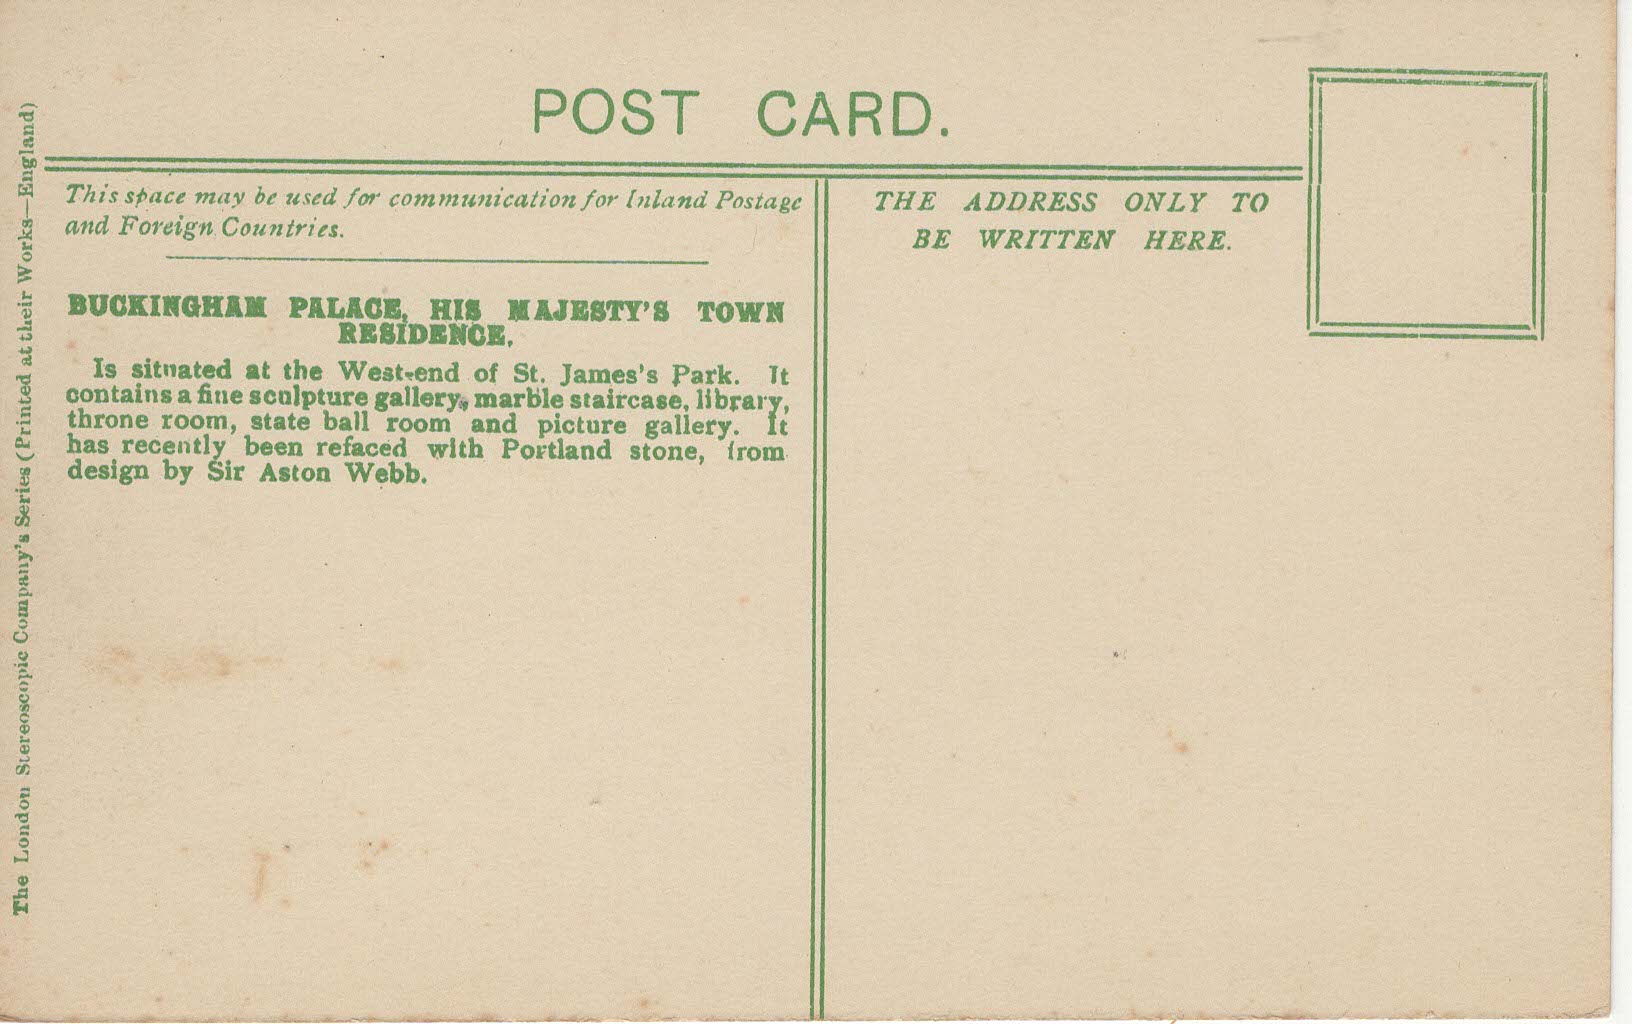 POST CARD.
This space may be used for communication for Inland Postage
and Foreign Countries.
THE ADDRESS ONLY TO
BE WRITTEN HERE.
BUCKINGHAM PALACE, HIS MAJESTY'S TOWN
RESIDENCE.
Is situated at the West-end of St. James's Park. It
contains a fine sculpture gallery, marble staircase, library,
throne room, state ball room and picture gallery. It
has recently been refaced with Portland stone, from
design by Sir Aston Webb.
The London Stereoscopic Company's Series (Printed at their Works—England)